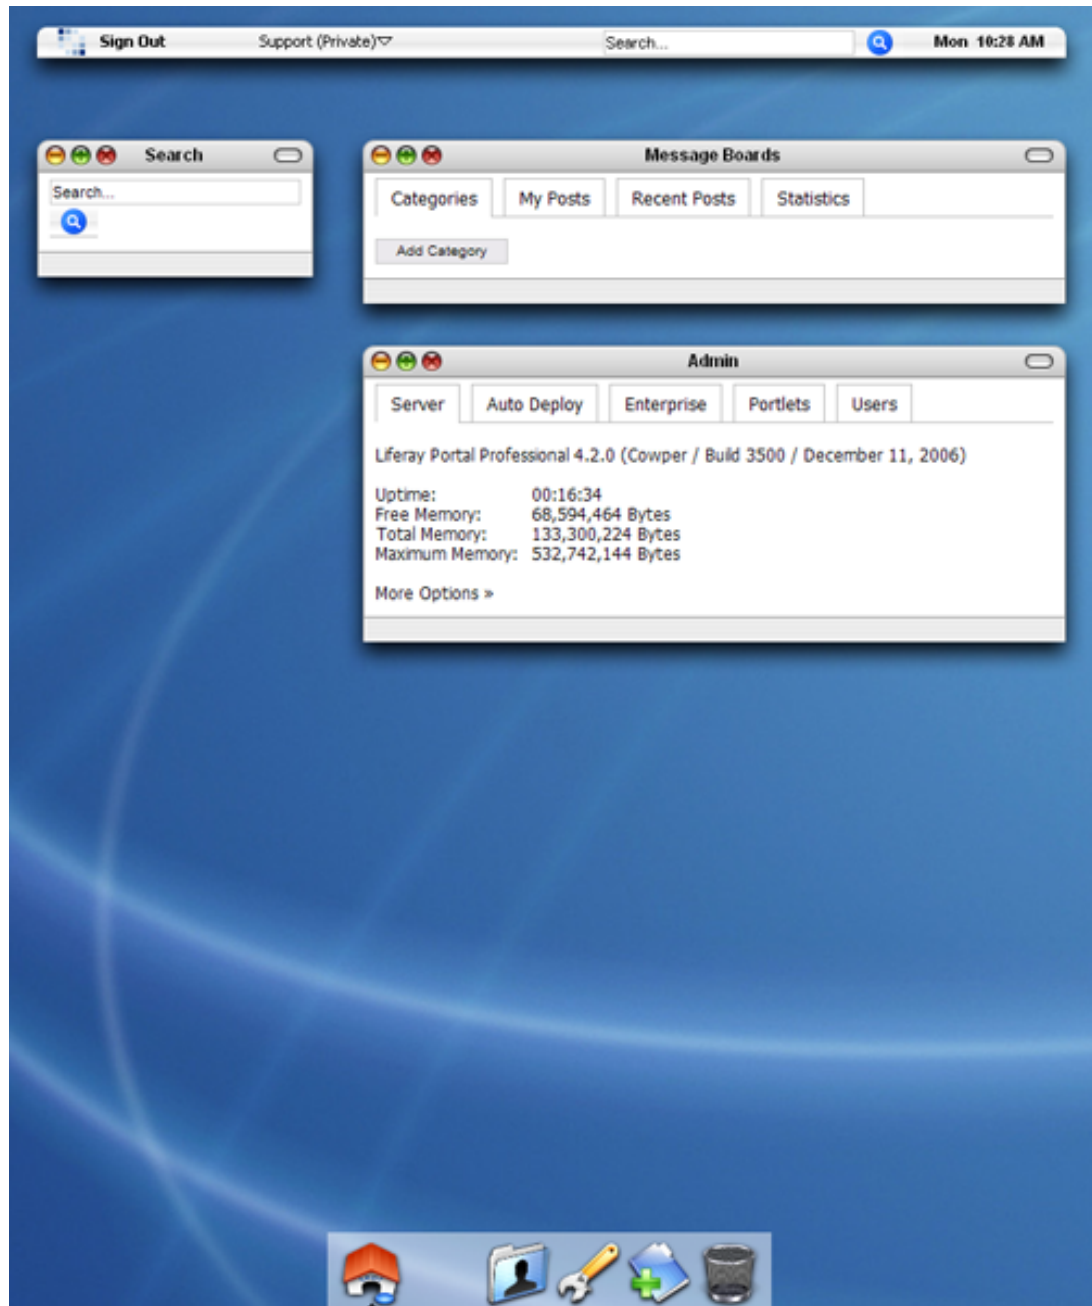 Sign Out Support (Private) Search... Mon 10:28 AM
Search
Search...
Message Boards
Categories My Posts Recent Posts Statistics
Add Category
Admin
Server Auto Deploy Enterprise Portlets Users
Liferay Portal Professional 4.2.0 (Cowper / Build 3500 / December 11, 2006)
Uptime: 00:16:34
Free Memory: 68,594,464 Bytes
Total Memory: 133,300,224 Bytes
Maximum Memory: 532,742,144 Bytes
More Options »